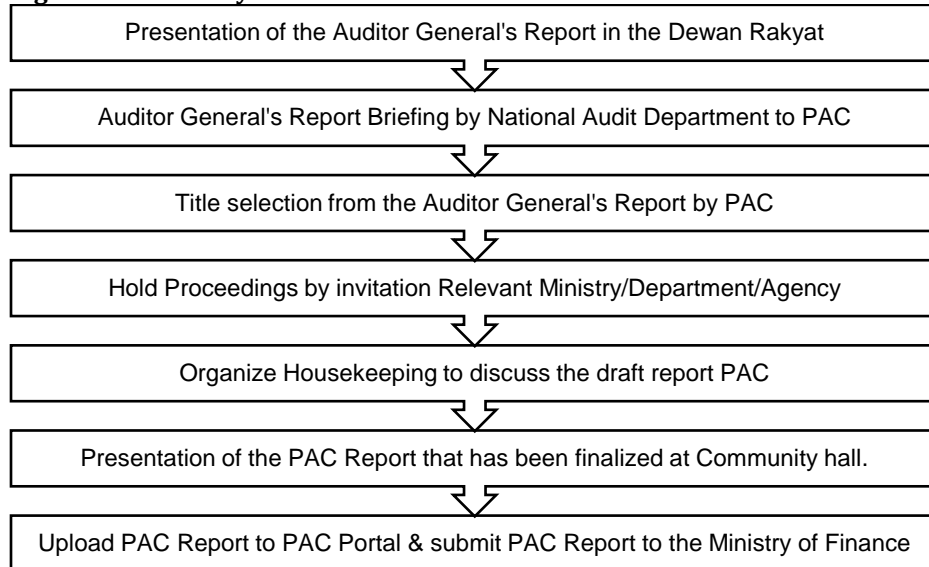 Presentation of the Auditor General's Report in the Dewan Rakyat
Auditor General's Report Briefing by National Audit Department to PAC
Title selection from the Auditor General's Report by PAC
Hold Proceedings by invitation Relevant Ministry/Department/Agency
Organize Housekeeping to discuss the draft report PAC
Presentation of the PAC Report that has been finalized at Community hall.
Upload PAC Report to PAC Portal & submit PAC Report to the Ministry of Finance